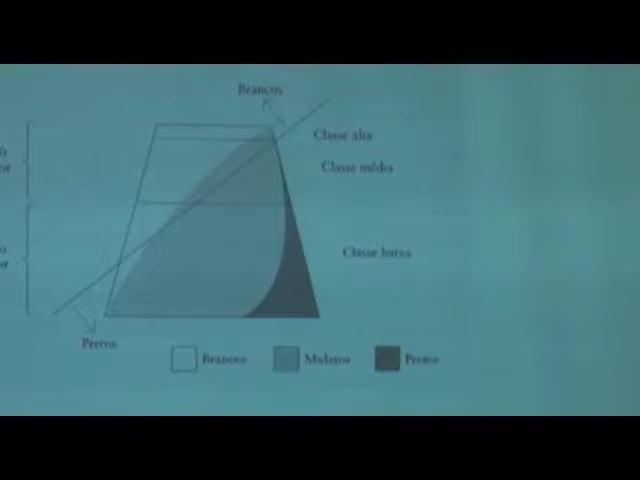 Brancos
Classe alta
Classe média
Classe baixa
Pretos
Brancos
Mulatos
Pretos